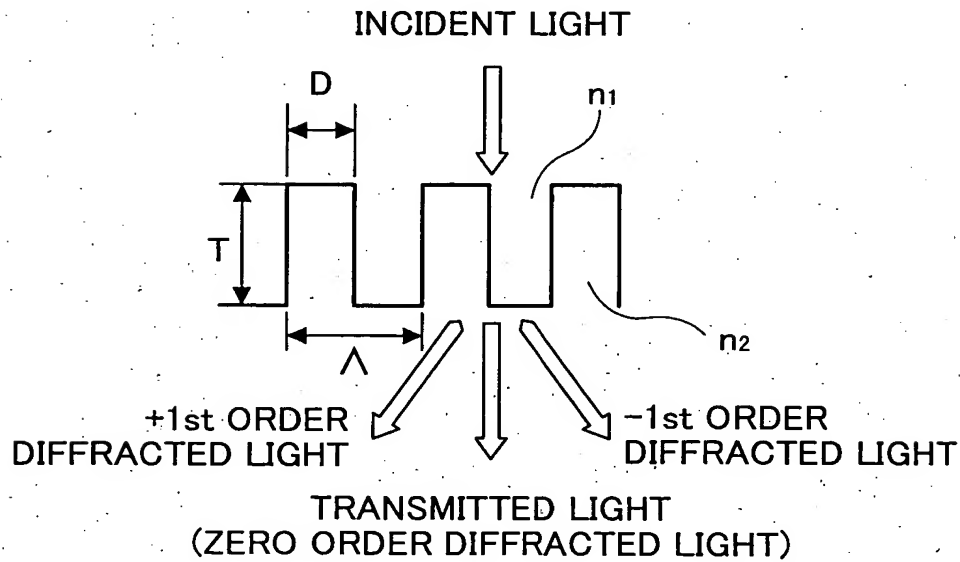 INCIDENT LIGHT
D
n1
T
Λ
n2
+1st ORDER
DIFFRACTED LIGHT
-1st ORDER
DIFFRACTED LIGHT
TRANSMITTED LIGHT
(ZERO ORDER DIFFRACTED LIGHT)